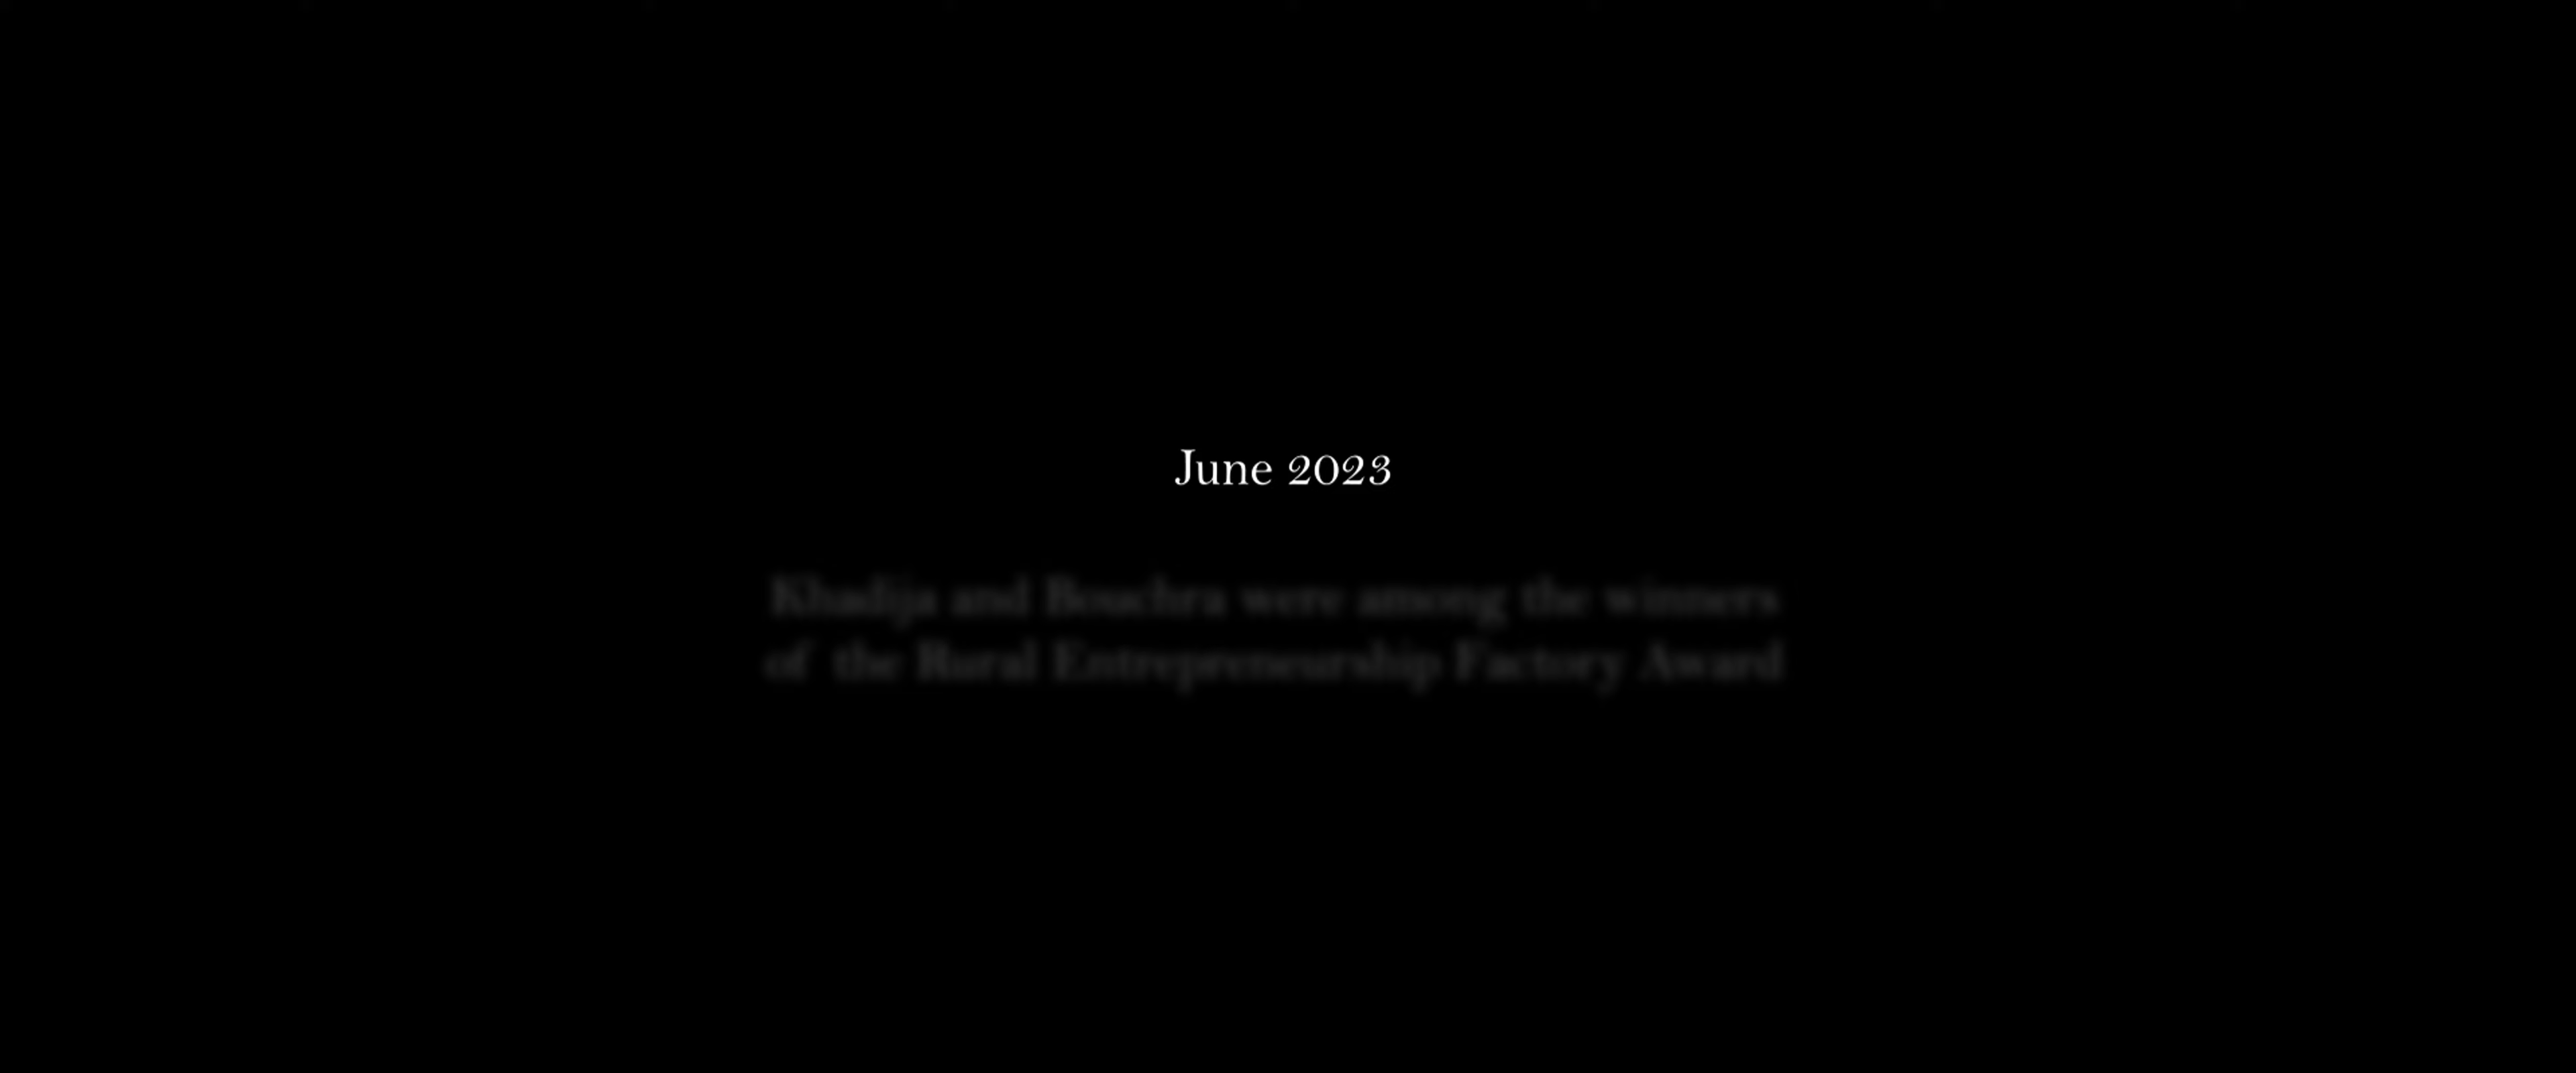 June 2023
Khadija and Bouchra were among the winners
of the Rural Entrepreneurship Factory Award